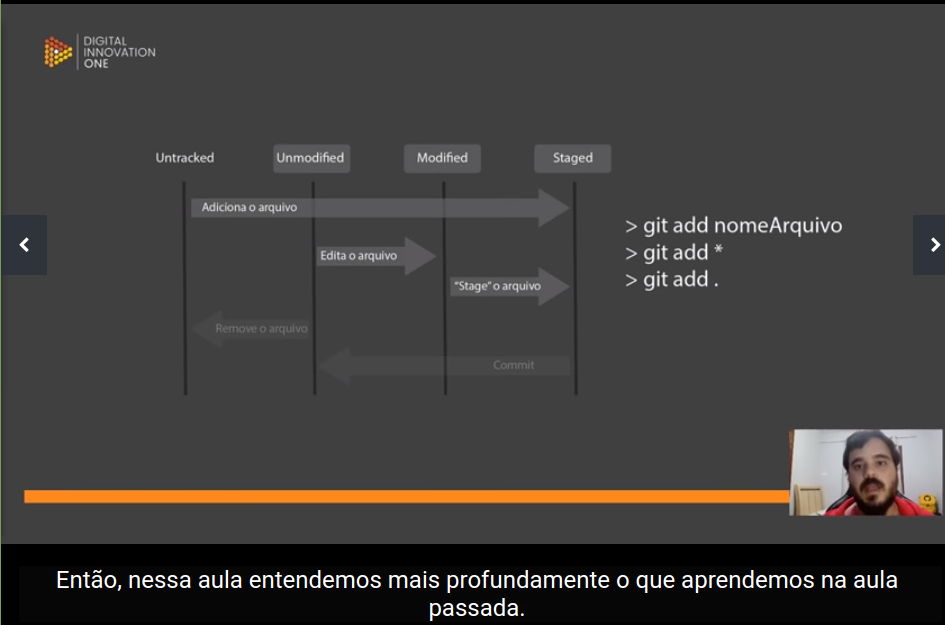 DIGITAL
INNOVATION
ONE
Untracked
Unmodified
Modified
Staged
Adiciona o arquivo
Edita o arquivo
"Stage" o arquivo
Remove o arquivo
Commit
> git add nomeArquivo
> git add *
> git add .
Então, nessa aula entendemos mais profundamente o que aprendemos na aula
passada.